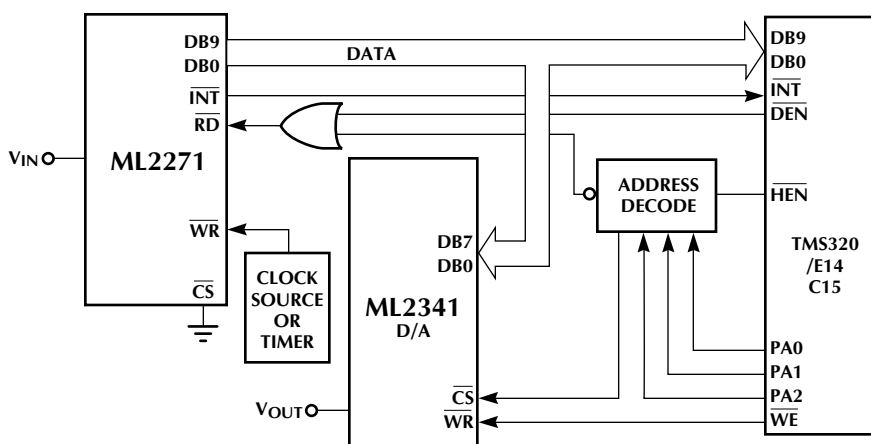 DB9
DB0
INT
RD
VIN
ML2271
WR
CS
CLOCK
SOURCE
OR
TIMER
DATA
DB7
DB0
ML2341
D/A
VOUT
CS
WR
ADDRESS
DECODE
DB9
DB0
INT
DEN
HEN
TMS320
/E14
C15
PA0
PA1
PA2
WE